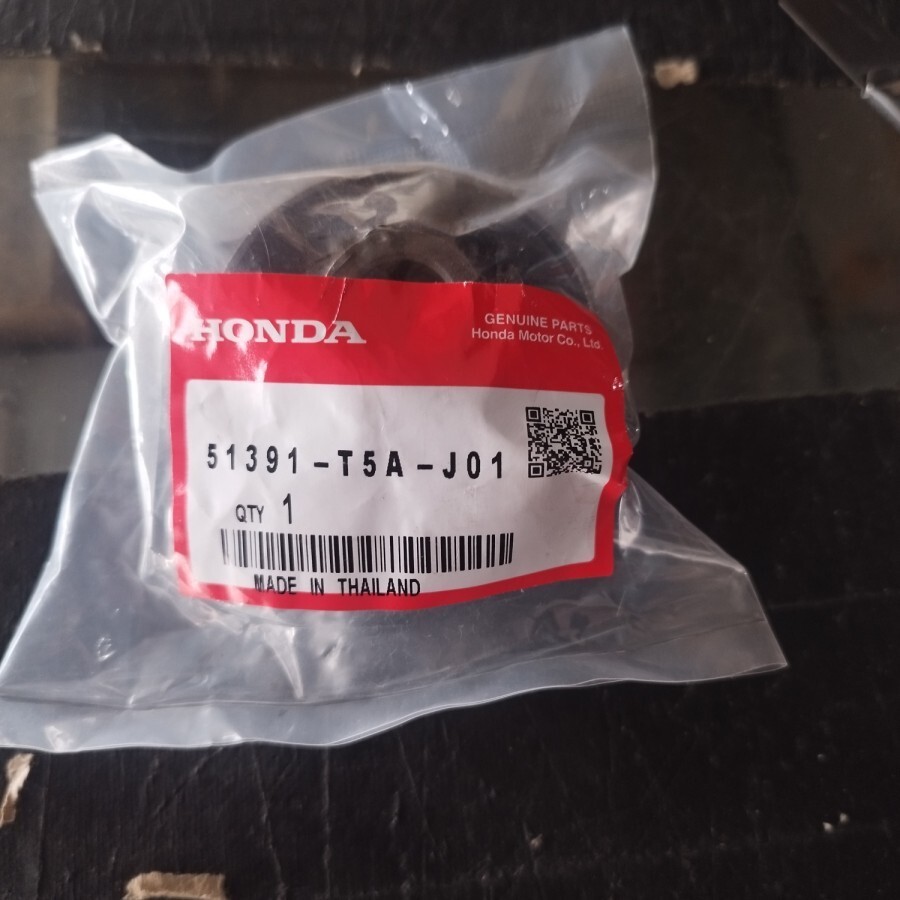 HONDA
GENUINE PARTS
Honda Motor Co., Ltd.
51391-T5A-J01
QTY 1
MADE IN THAILAND